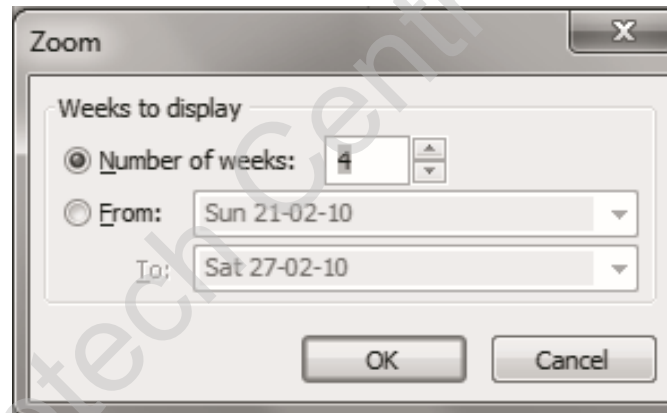 Zoom
Weeks to display
Number of weeks: 4
From: Sun 21-02-10
To: Sat 27-02-10
OK Cancel